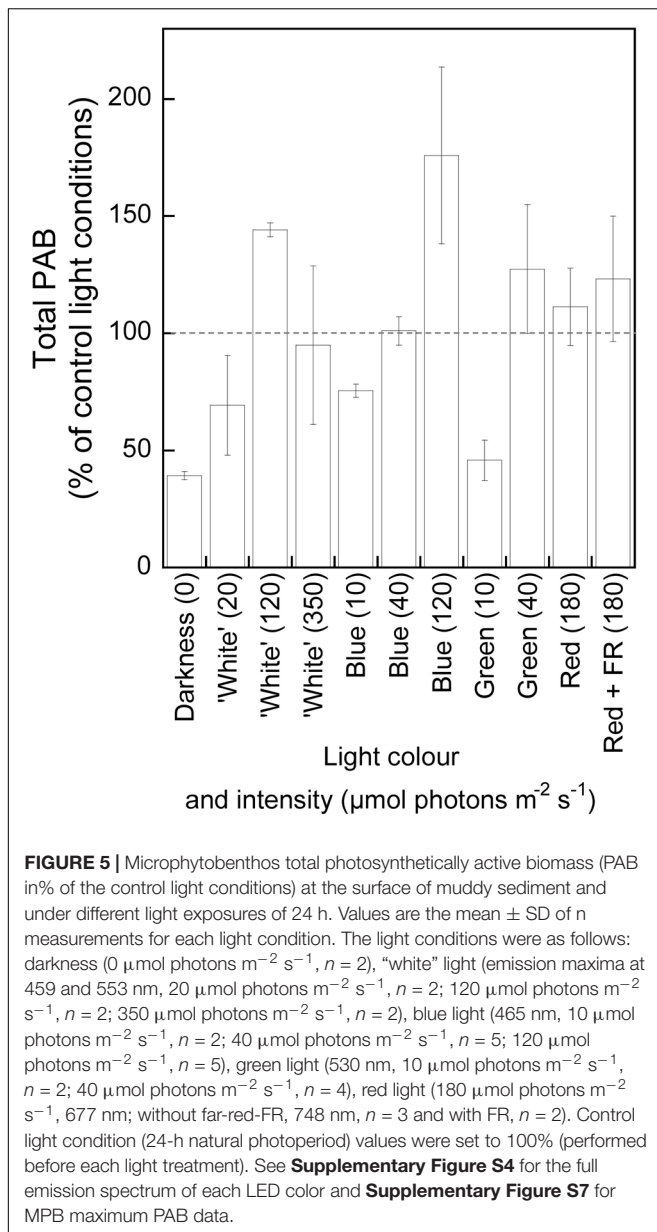 200
150
100
50
0
Total PAB
(% of control light conditions)
Darkness (0)
'White' (20)
'White' (120)
'White' (350)
Blue (10)
Blue (40)
Blue (120)
Green (10)
Green (40)
Red (180)
Red + FR (180)
Light colour
and intensity (µmol photons m⁻² s⁻¹)
FIGURE 5 | Microphytobenthos total photosynthetically active biomass (PAB
in% of the control light conditions) at the surface of muddy sediment and
under different light exposures of 24 h. Values are the mean ± SD of n
measurements for each light condition. The light conditions were as follows:
darkness (0 µmol photons m⁻² s⁻¹, n = 2), “white” light (emission maxima at
459 and 553 nm, 20 µmol photons m⁻² s⁻¹, n = 2; 120 µmol photons m⁻²
s⁻¹, n = 2; 350 µmol photons m⁻² s⁻¹, n = 2), blue light (465 nm, 10 µmol
photons m⁻² s⁻¹, n = 2; 40 µmol photons m⁻² s⁻¹, n = 5; 120 µmol
photons m⁻² s⁻¹, n = 5), green light (530 nm, 10 µmol photons m⁻² s⁻¹,
n = 2; 40 µmol photons m⁻² s⁻¹, n = 4), red light (180 µmol photons m⁻²
s⁻¹, 677 nm; without far-red-FR, 748 nm, n = 3 and with FR, n = 2). Control
light condition (24-h natural photoperiod) values were set to 100% (performed
before each light treatment). See Supplementary Figure S4 for the full
emission spectrum of each LED color and Supplementary Figure S7 for
MPB maximum PAB data.